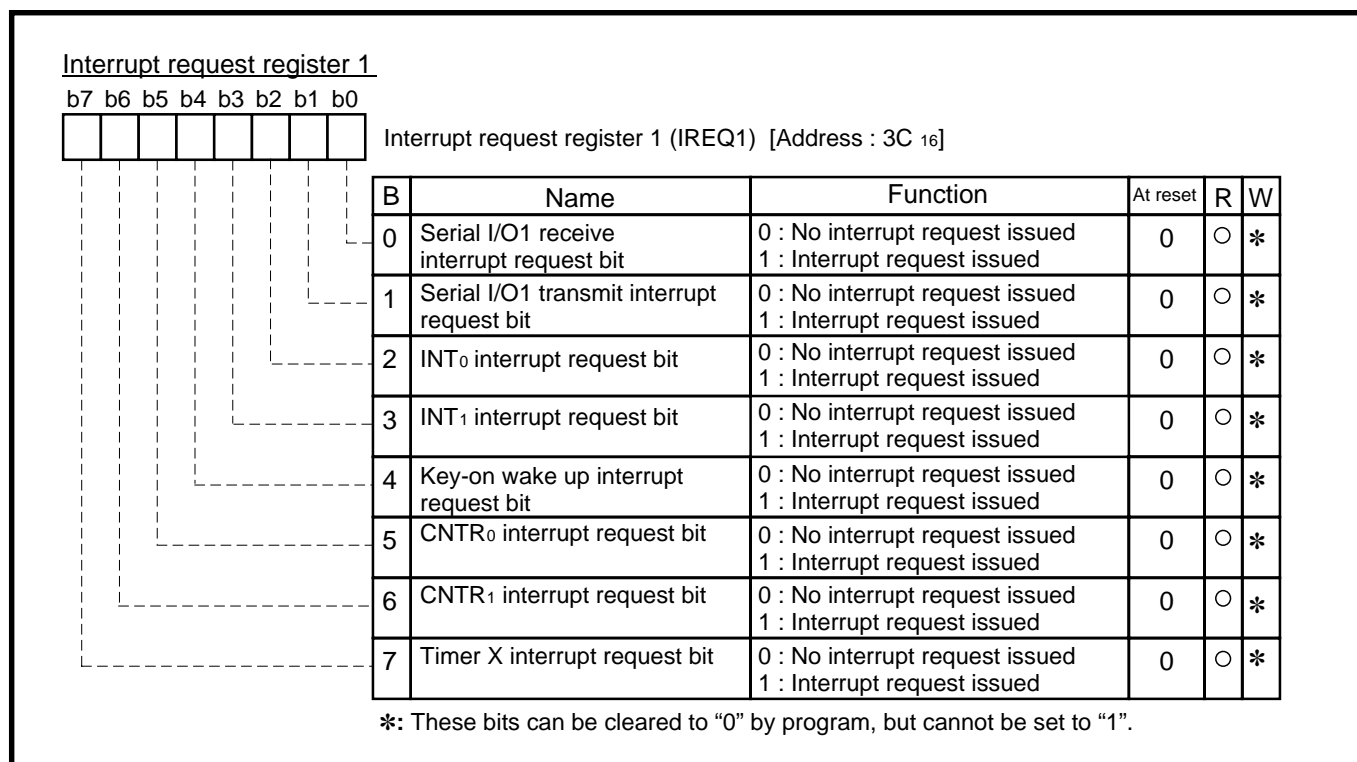 Interrupt request register 1
b7 b6 b5 b4 b3 b2 b1 b0
Interrupt request register 1 (IREQ1) [Address : 3C 16]
B Name Function At reset R W
0 Serial I/O1 receive interrupt request bit 0 : No interrupt request issued 1 : Interrupt request issued 0 ○ ✽
1 Serial I/O1 transmit interrupt request bit 0 : No interrupt request issued 1 : Interrupt request issued 0 ○ ✽
2 INT0 interrupt request bit 0 : No interrupt request issued 1 : Interrupt request issued 0 ○ ✽
3 INT1 interrupt request bit 0 : No interrupt request issued 1 : Interrupt request issued 0 ○ ✽
4 Key-on wake up interrupt request bit 0 : No interrupt request issued 1 : Interrupt request issued 0 ○ ✽
5 CNTR0 interrupt request bit 0 : No interrupt request issued 1 : Interrupt request issued 0 ○ ✽
6 CNTR1 interrupt request bit 0 : No interrupt request issued 1 : Interrupt request issued 0 ○ ✽
7 Timer X interrupt request bit 0 : No interrupt request issued 1 : Interrupt request issued 0 ○ ✽
✽: These bits can be cleared to “0” by program, but cannot be set to “1”.